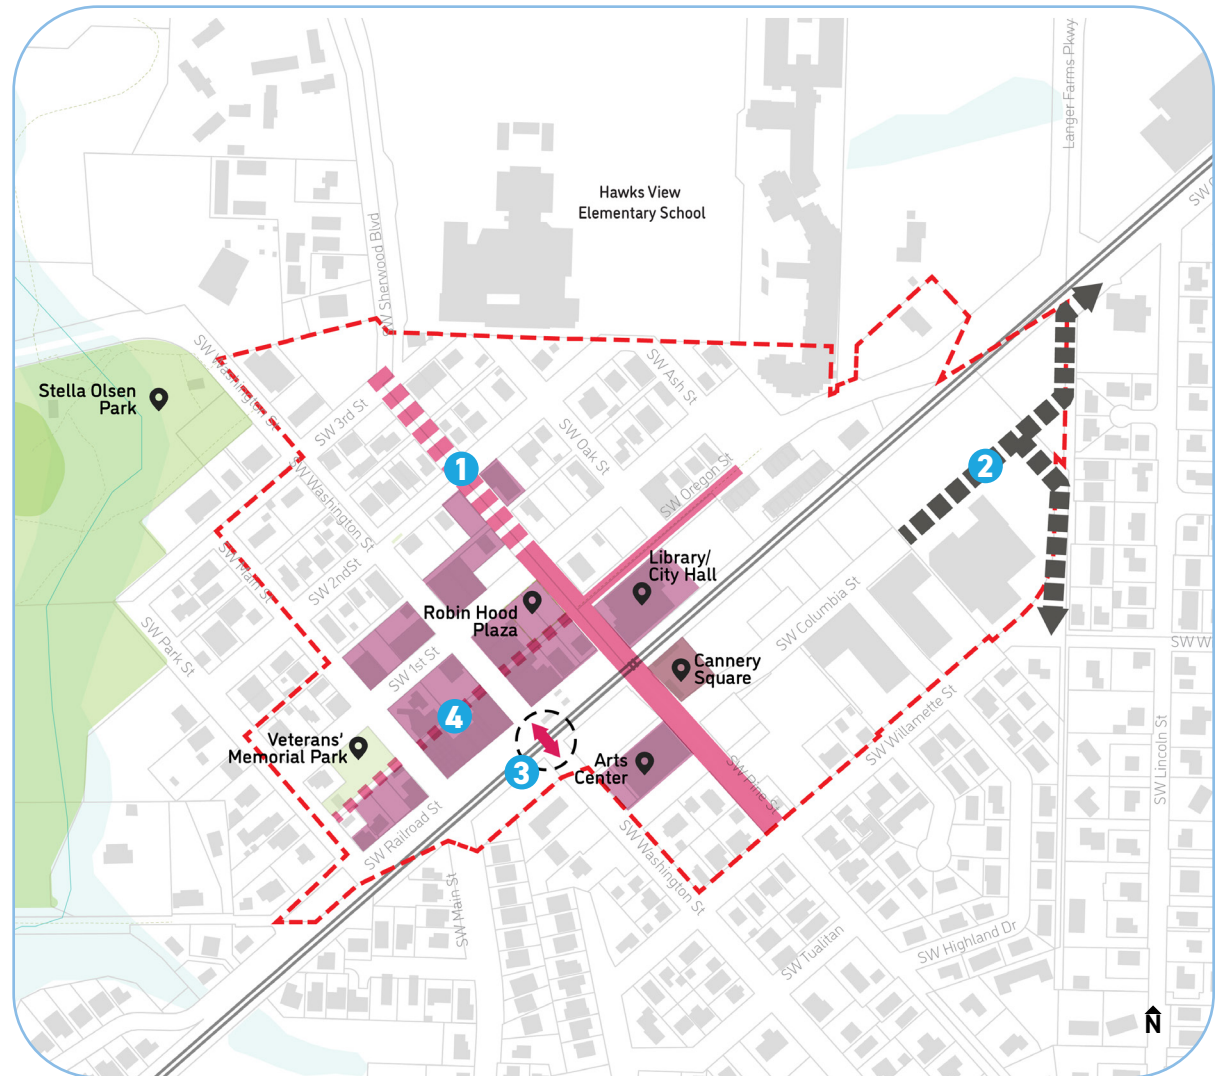 Langer Farms Pkwy
SW Sherwood Blvd
Hawks View
Elementary School
SW Washington St
Stella Olsen
Park
SW 3rd St
SW Ash St
SW Oak St
1
2
SW Oregon St
SW Washington St
SW Main St
SW 2ndSt
Library/
City Hall
Robin Hood
Plaza
SW Columbia St
SW Park St
SW 1st St
Cannery
Square
SW W
4
SW Willamette St
Veterans'
Memorial Park
3
Arts
Center
SW Pine St
SW Lincoln St
SW Railroad St
SW Washington St
SW Main St
SW Tualitan
SW Highland Dr
N